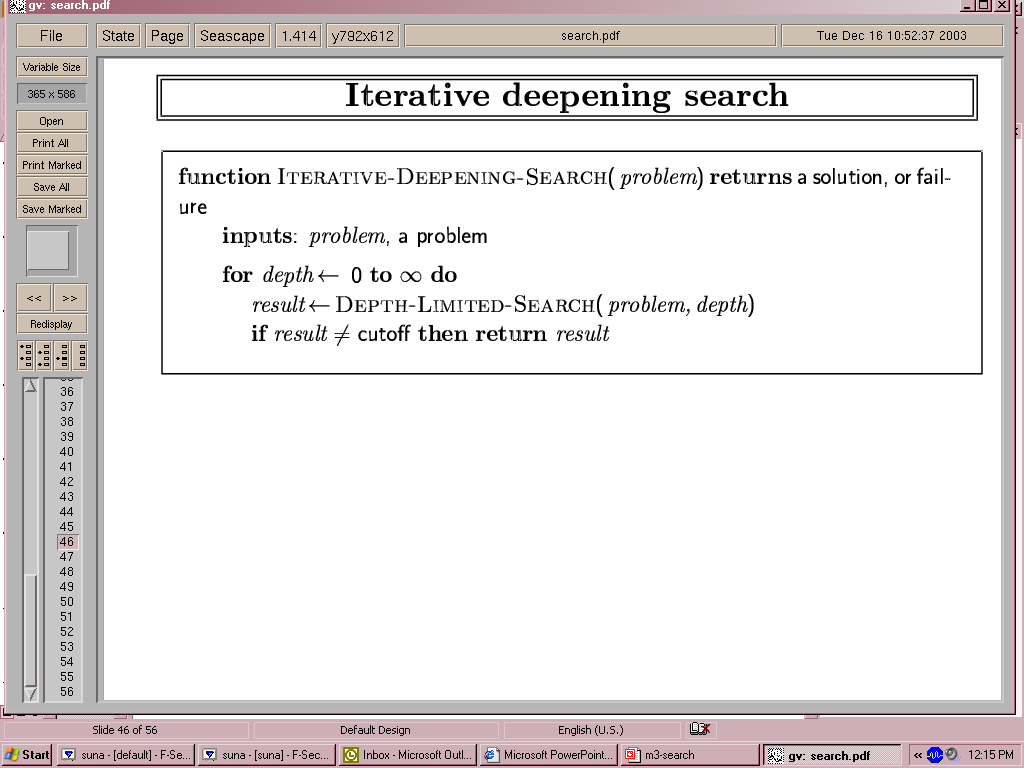 gv: search.pdf
File State Page Seascape 1.414 y792x612 search.pdf Tue Dec 16 10:52:37 2003
Variable Size
365 x 586
Open
Print All
Print Marked
Save All
Save Marked
<< >>
Redisplay
36
37
38
39
40
41
42
43
44
45
46
47
48
49
50
51
52
53
54
55
56
Iterative deepening search
function ITERATIVE-DEEPENING-SEARCH( problem) returns a solution, or fail-
ure
inputs: problem, a problem
for depth ← 0 to ∞ do
result ← DEPTH-LIMITED-SEARCH( problem, depth)
if result ≠ cutoff then return result
Slide 46 of 56 Default Design English (U.S.)
Start suna - [default] - F-Se... suna - [suna] - F-Sec... Inbox - Microsoft Outl... Microsoft PowerPoint... m3-search gv: search.pdf « 12:15 PM